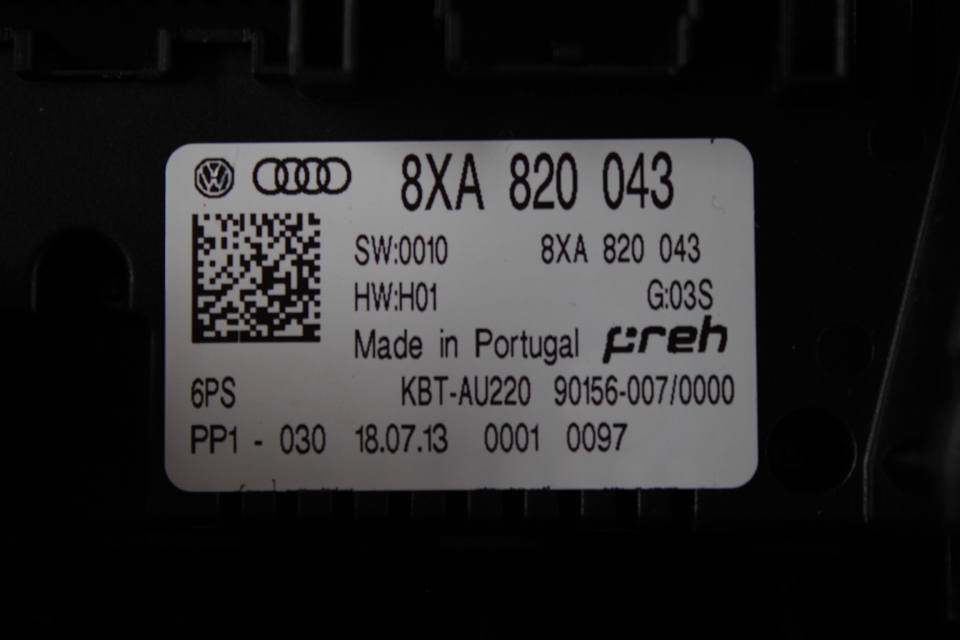 8XA 820 043
SW:0010 8XA 820 043
HW:H01 G:03S
Made in Portugal preh
6PS KBT-AU220 90156-007/0000
PP1 - 030 18.07.13 0001 0097